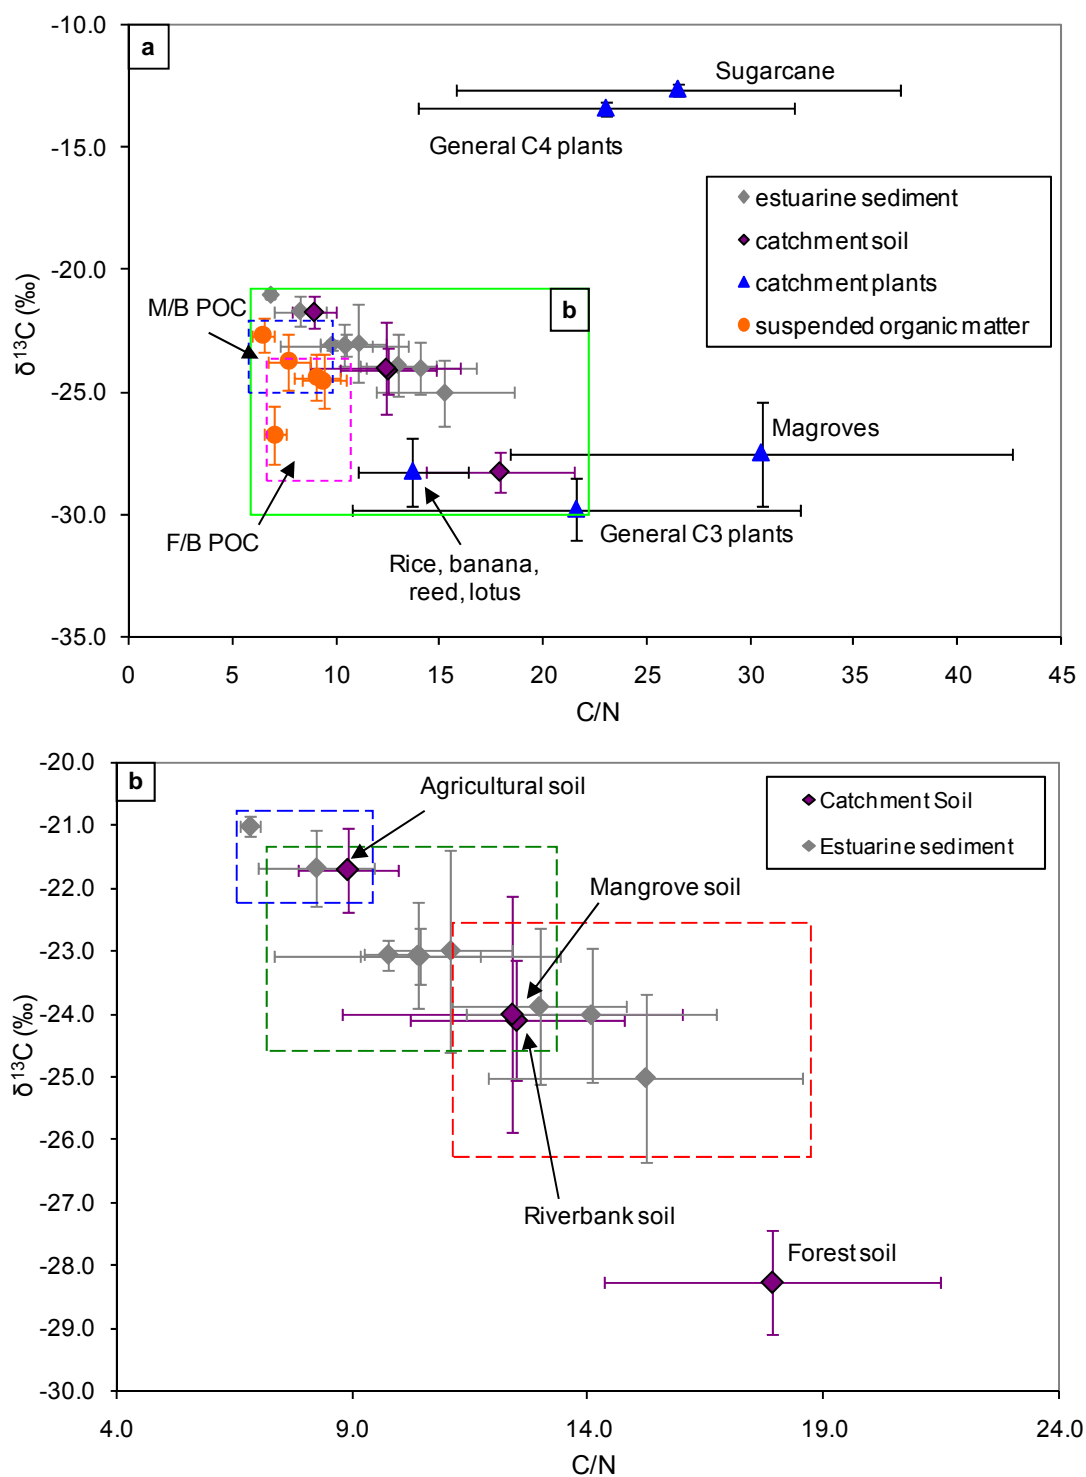 -10.0
a
Sugarcane
General C4 plants
-15.0
estuarine sediment
catchment soil
catchment plants
suspended organic matter
-20.0
M/B POC
b
δ¹³C (‰)
-25.0
Magroves
-30.0
General C3 plants
F/B POC
Rice, banana,
reed, lotus
-35.0
0 5 10 15 20 25 30 35 40 45
C/N
-20.0
b
Agricultural soil
Catchment Soil
Estuarine sediment
-21.0
-22.0
Mangrove soil
-23.0
-24.0
δ¹³C (‰)
-25.0
-26.0
-27.0
Riverbank soil
Forest soil
-28.0
-29.0
-30.0
4.0 9.0 14.0 19.0 24.0
C/N